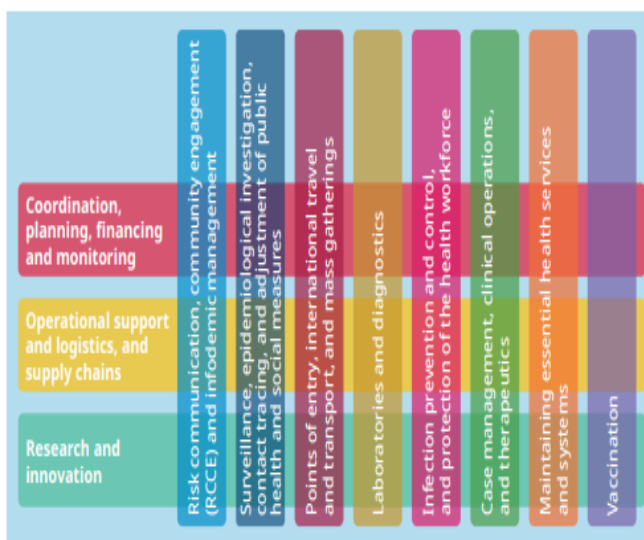 Coordination,
planning, financing
and monitoring
Operational support
and logistics, and
supply chains
Research and
innovation
Risk communication, community engagement
(RCCE) and infodemic management
Surveillance, epidemiological investigation,
contact tracing, and adjustment of public
health and social measures
Points of entry, international travel
and transport, and mass gatherings
Laboratories and diagnostics
Infection prevention and control,
and protection of the health workforce
Case management, clinical operations,
and therapeutics
Maintaining essential health services
and systems
Vaccination